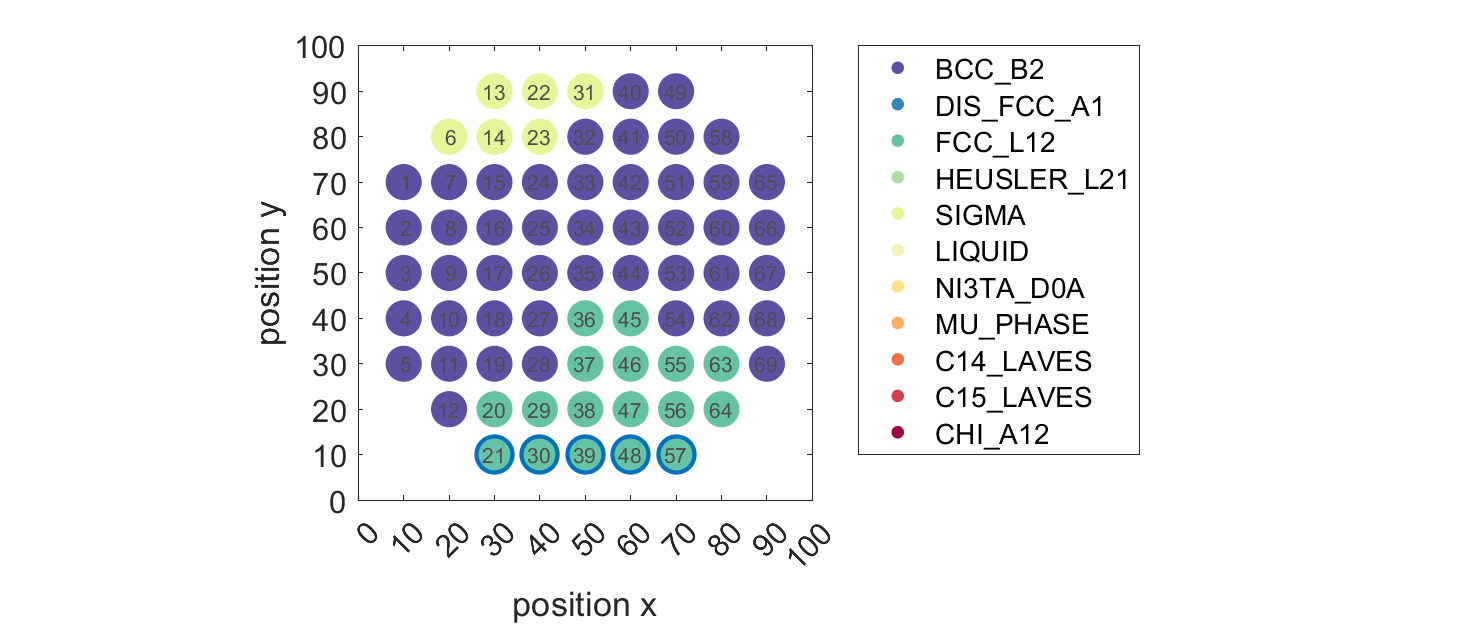 100
90
80
70
60
50
40
30
20
10
0
position y
13 22 31 40 49
6 14 23 32 41 50 58
1 7 15 24 33 42 51 59 65
2 8 16 25 34 43 52 60 66
3 9 17 26 35 44 53 61 67
4 10 18 27 36 45 54 62 68
5 11 19 28 37 46 55 63 69
12 20 29 38 47 56 64
21 30 39 48 57
0 10 20 30 40 50 60 70 80 90 100
position x
BCC_B2
DIS_FCC_A1
FCC_L12
HEUSLER_L21
SIGMA
LIQUID
NI3TA_D0A
MU_PHASE
C14_LAVES
C15_LAVES
CHI_A12